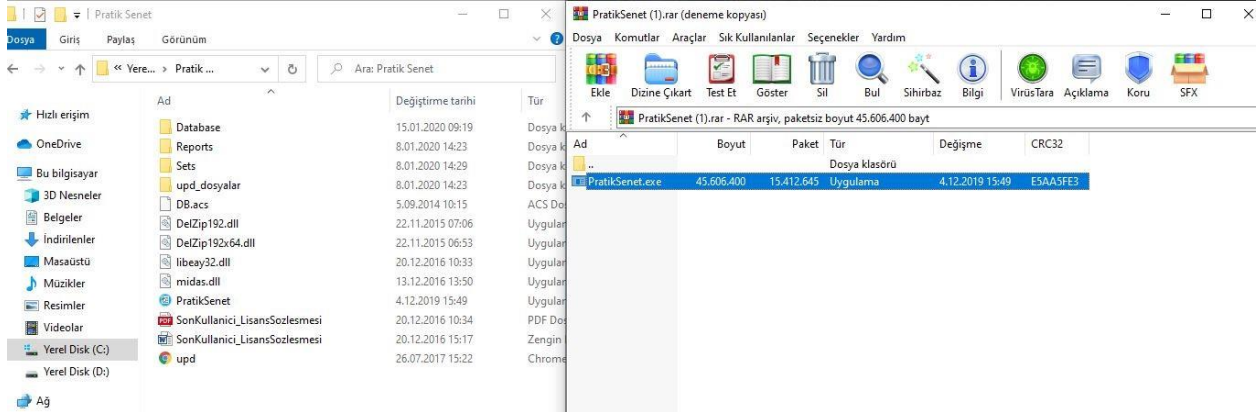 Pratik Senet
Dosya Giriş Paylaş Görünüm
« Yere... › Pratik ... Ara: Pratik Senet
Ad Değiştirme tarihi Tür
Hızlı erişim
OneDrive
Bu bilgisayar
3D Nesneler
Belgeler
İndirilenler
Masaüstü
Müzikler
Resimler
Videolar
Yerel Disk (C:)
Yerel Disk (D:)
Ağ
Database 15.01.2020 09:19 Dosya k
Reports 8.01.2020 14:23 Dosya k
Sets 8.01.2020 14:29 Dosya k
upd_dosyalar 8.01.2020 14:23 Dosya k
DB.acs 5.09.2014 10:15 ACS Do
DelZip192.dll 22.11.2015 07:06 Uygular
DelZip192x64.dll 22.11.2015 06:53 Uygular
libeay32.dll 20.12.2016 10:33 Uygular
midas.dll 13.12.2016 13:50 Uygular
PratikSenet 4.12.2019 15:49 Uygular
SonKullanici_LisansSozlesmesi 20.12.2016 10:34 PDF Dos
SonKullanici_LisansSozlesmesi 20.12.2016 15:17 Zengin
upd 26.07.2017 15:22 Chrome
PratikSenet (1).rar (deneme kopyası)
Dosya Komutlar Araçlar Sık Kullanılanlar Seçenekler Yardım
Ekle Dizine Çıkart Test Et Göster Sil Bul Sihirbaz Bilgi VirüsTara Açıklama Koru SFX
PratikSenet (1).rar - RAR arşiv, paketsiz boyut 45.606.400 bayt
Ad Boyut Paket Tür Değişme CRC32
.. Dosya klasörü
PratikSenet.exe 45.606.400 15.412.645 Uygulama 4.12.2019 15:49 E5AA5FE3